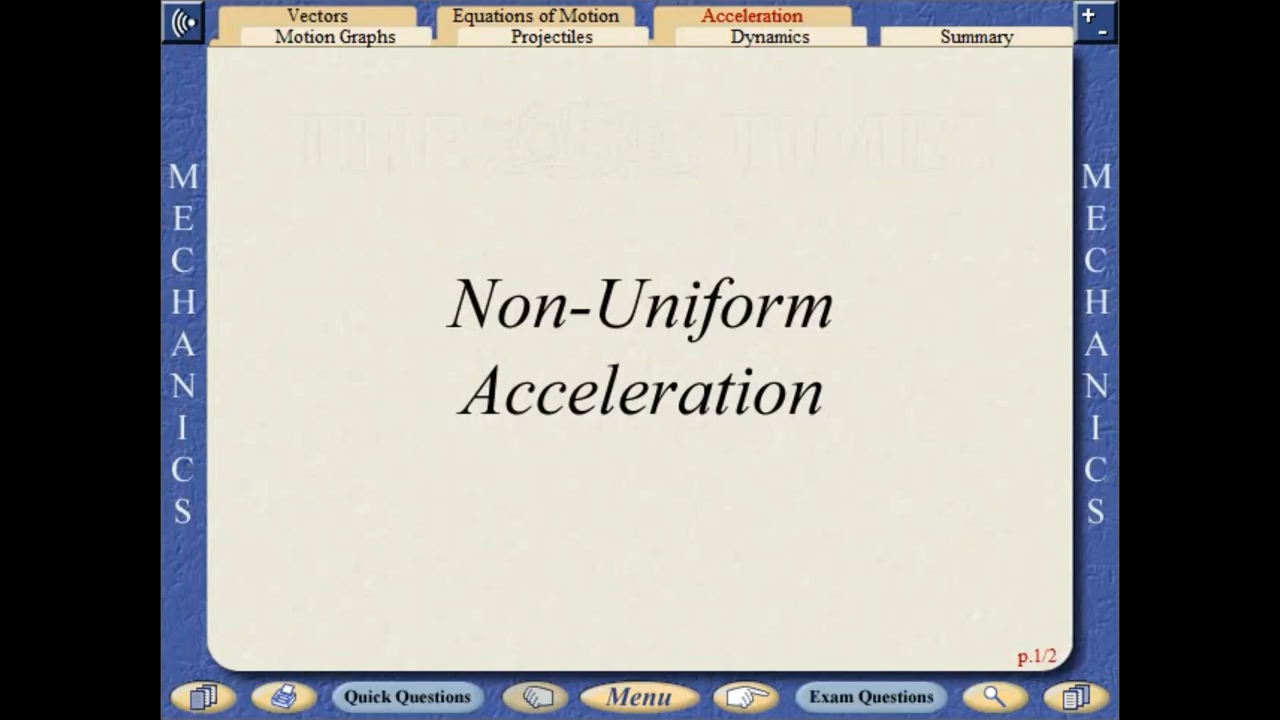 Vectors
Equations of Motion
Acceleration
Motion Graphs
Projectiles
Dynamics
Summary
+
-
MECHANICS
MECHANICS
Non-Uniform
Acceleration
p.1/2
Quick Questions
Menu
Exam Questions